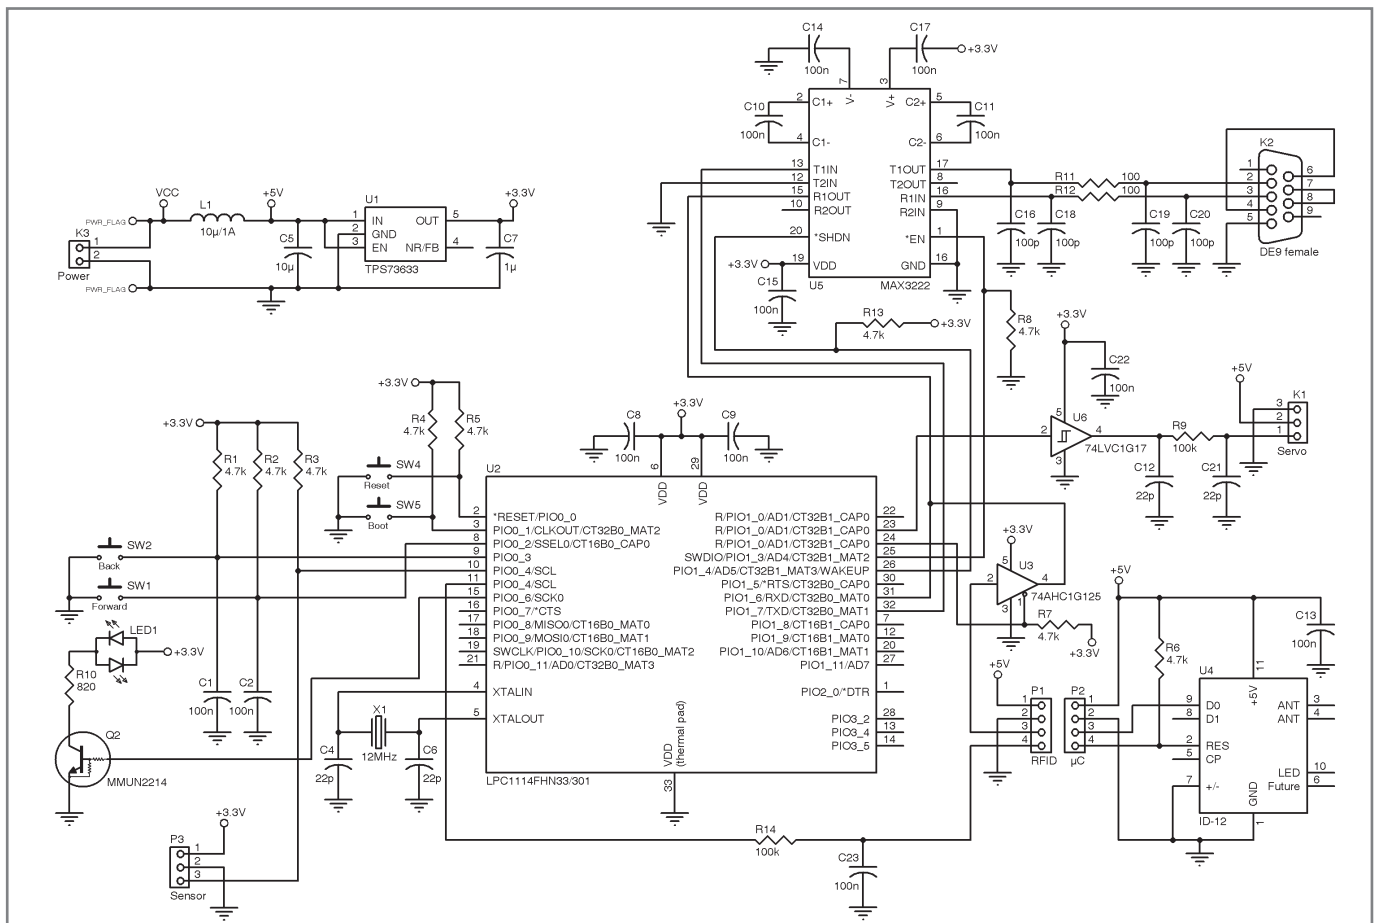 C14
100n
C17
100n
+3.3V
7
V-
3
V+
C10
100n
2
C1+
4
C1-
C2+
5
C2-
6
C11
100n
13
T1IN
12
T2IN
15
R1OUT
10
R2OUT
20
*SHDN
19
VDD
T1OUT
17
T2OUT
8
R1IN
16
R2IN
9
*EN
1
GND
16
U5
MAX3222
+3.3V
C15
100n
R11
100
R12
100
C16
100p
C18
100p
C19
100p
C20
100p
K2
1
2
3
4
5
6
7
8
9
DE9 female
R13
4.7k
+3.3V
R8
4.7k
VCC
L1
10µ/1A
+5V
PWR_FLAG
PWR_FLAG
K3
1
2
Power
C5
10µ
U1
1
IN
2
GND
3
EN
OUT
5
NR/FB
4
TPS73633
C7
1µ
+3.3V
+3.3V
C22
100n
5
U6
2
4
3
74LVC1G17
R9
100k
C12
22p
C21
22p
+5V
K1
3
2
1
Servo
+3.3V
R4
4.7k
R5
4.7k
+3.3V
R1
4.7k
R2
4.7k
R3
4.7k
SW4
Reset
SW5
Boot
SW2
Back
SW1
Forward
C8
100n
+3.3V
C9
100n
6
VDD
29
VDD
U2
2
*RESET/PIO0_0
3
PIO0_1/CLKOUT/CT32B0_MAT2
8
PIO0_2/SSEL0/CT16B0_CAP0
9
PIO0_3
10
PIO0_4/SCL
11
PIO0_4/SCL
15
PIO0_6/SCK0
16
PIO0_7/*CTS
17
PIO0_8/MISO0/CT16B0_MAT0
18
PIO0_9/MOSI0/CT16B0_MAT1
19
SWCLK/PIO0_10/SCK0/CT16B0_MAT2
21
R/PIO0_11/AD0/CT32B0_MAT3
4
XTALIN
5
XTALOUT
R/PIO1_0/AD1/CT32B1_CAP0
22
R/PIO1_0/AD1/CT32B1_CAP0
23
R/PIO1_0/AD1/CT32B1_CAP0
24
SWDIO/PIO1_3/AD4/CT32B1_MAT2
25
PIO1_4/AD5/CT32B1_MAT3/WAKEUP
26
PIO1_5/*RTS/CT32B0_CAP0
30
PIO1_6/RXD/CT32B0_MAT0
31
PIO1_7/TXD/CT32B0_MAT1
32
PIO1_8/CT16B1_CAP0
7
PIO1_9/CT16B1_MAT0
12
PIO1_10/AD6/CT16B1_MAT1
20
PIO1_11/AD7
27
PIO2_0/*DTR
1
PIO3_2
28
PIO3_4
13
PIO3_5
14
VDD
(thermal pad)
33
LPC1114FHN33/301
+3.3V
5
U3
2
4
3
1
74AHC1G125
R7
4.7k
+3.3V
+5V
P1
1
2
3
4
RFID
P2
1
2
3
4
µC
+5V
R6
4.7k
C13
100n
U4
11
+5V
9
D0
8
D1
2
RES
5
CP
7
+/-
ANT
3
ANT
4
LED
10
Future
6
GND
1
ID-12
LED1
+3.3V
R10
820
Q2
MMUN2214
C1
100n
C2
100n
X1
12MHz
C4
22p
C6
22p
+3.3V
P3
1
2
3
Sensor
R14
100k
C23
100n